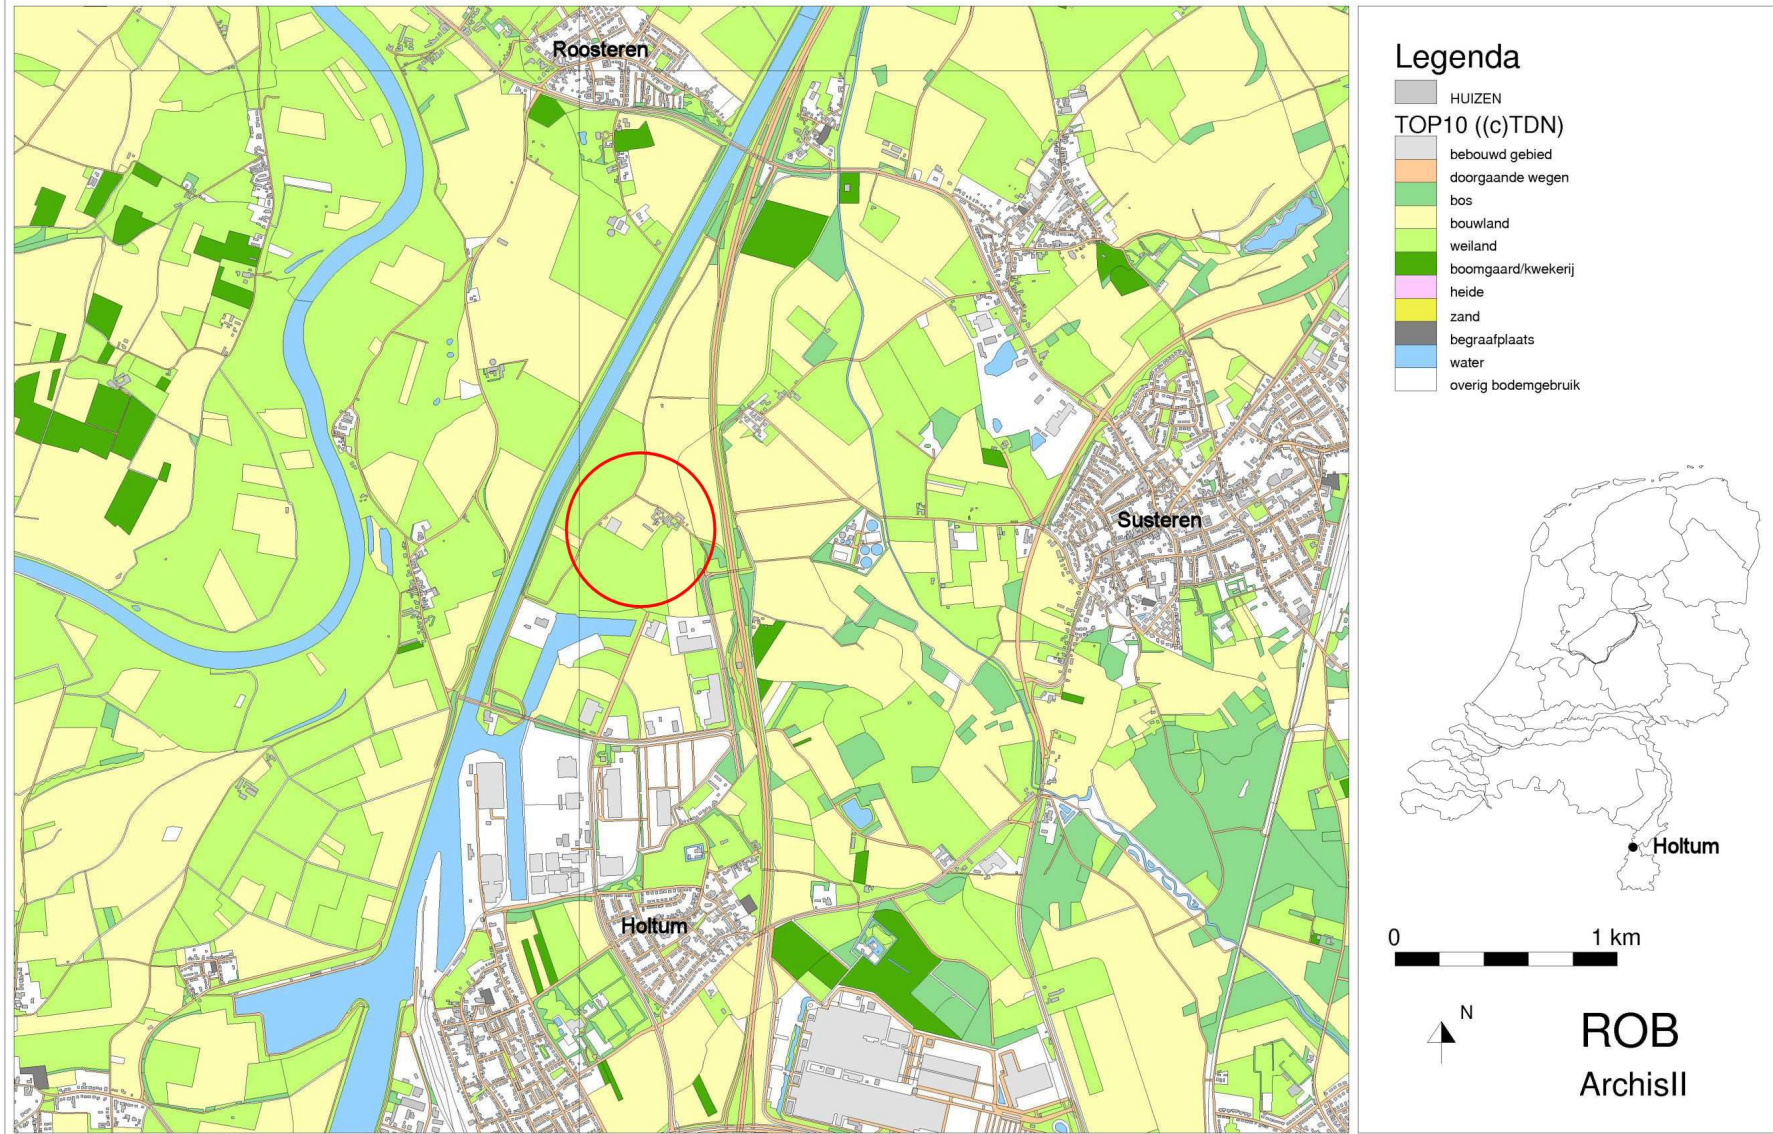 Roosteren
Susteren
Holtum
Legenda
HUIZEN
TOP10 ((c)TDN)
bebouwd gebied
doorgaande wegen
bos
bouwland
weiland
boomgaard/kwekerij
heide
zand
begraafplaats
water
overig bodemgebruik
Holtum
0 1 km
N
ROB
ArchisII